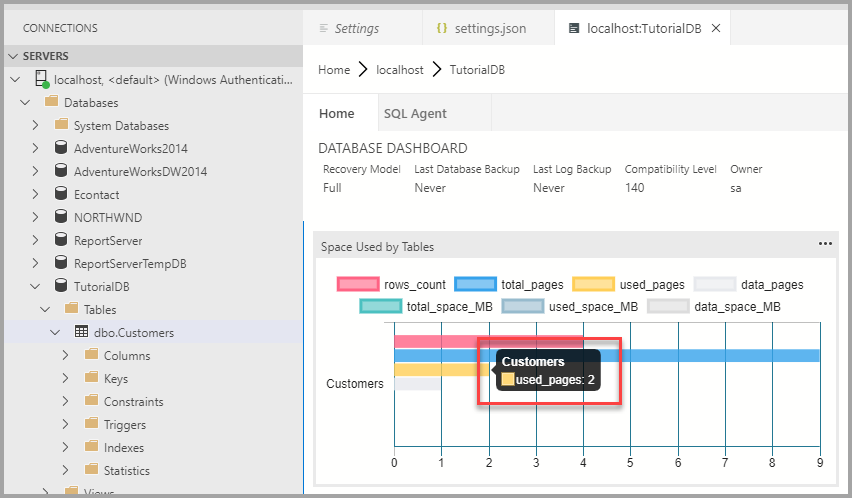 CONNECTIONS
SERVERS
localhost, <default> (Windows Authenticati...
Databases
System Databases
AdventureWorks2014
AdventureWorksDW2014
Econtact
NORTHWND
ReportServer
ReportServerTempDB
TutorialDB
Tables
dbo.Customers
Columns
Keys
Constraints
Triggers
Indexes
Statistics
Views
Settings
{} settings.json
localhost:TutorialDB
Home
localhost
TutorialDB
Home
SQL Agent
DATABASE DASHBOARD
Recovery Model Last Database Backup Last Log Backup Compatibility Level Owner
Full Never Never 140 sa
Space Used by Tables
rows_count total_pages used_pages data_pages
total_space_MB used_space_MB data_space_MB
Customers
used_pages: 2
Customers
0 1 2 3 4 5 6 7 8 9